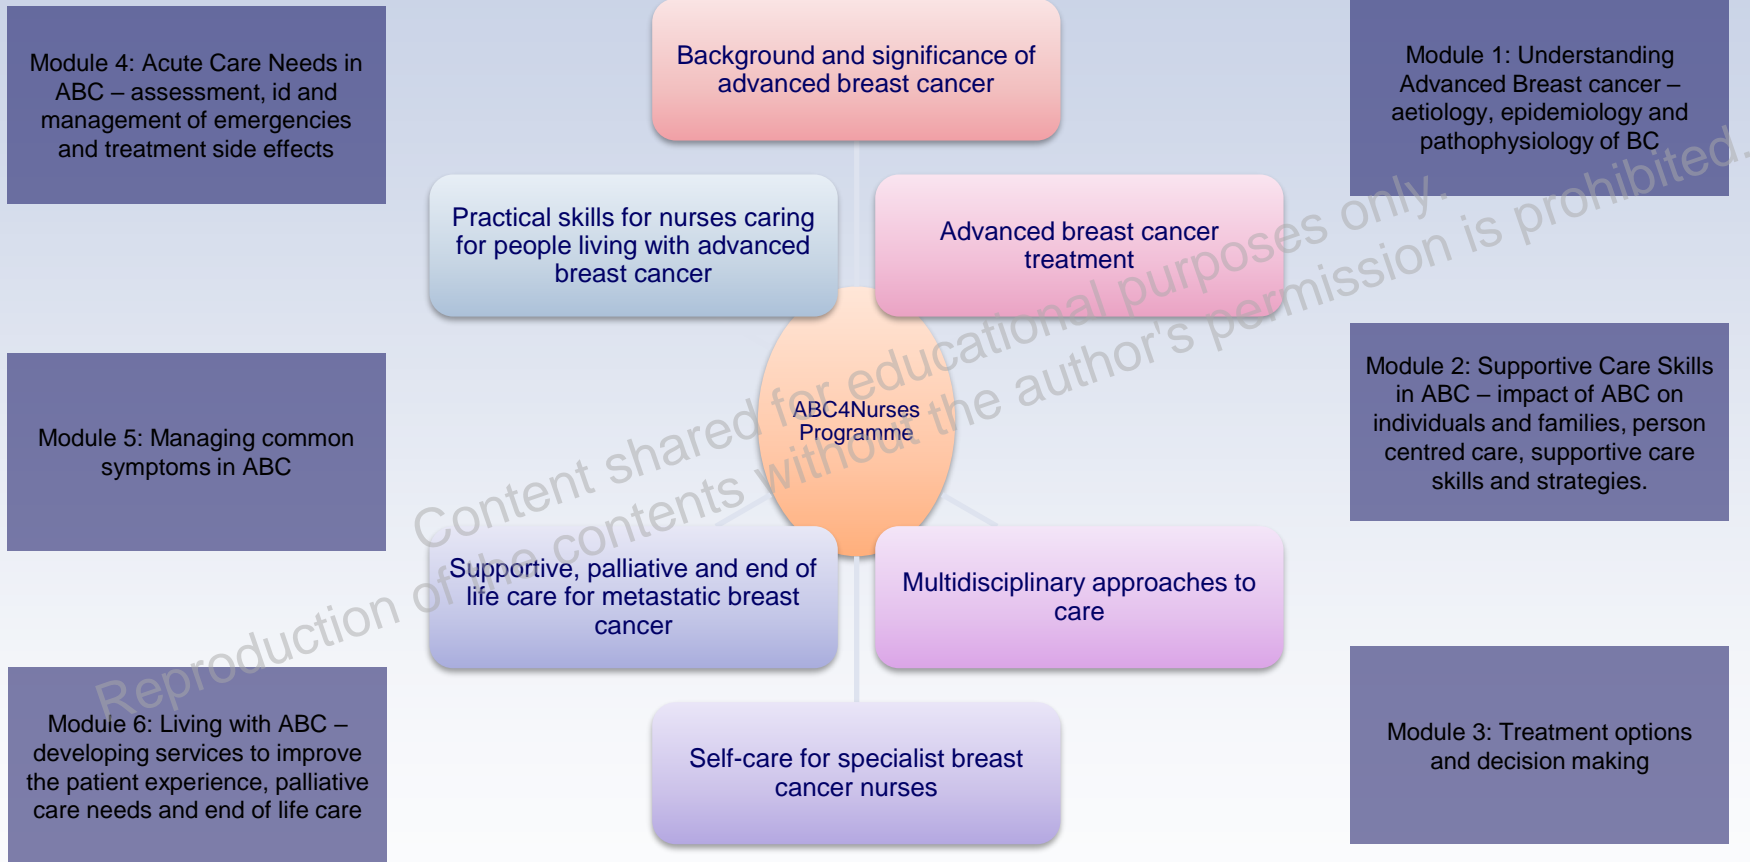 Module 4: Acute Care Needs in
ABC – assessment, id and
management of emergencies
and treatment side effects
Background and significance of
advanced breast cancer
Module 1: Understanding
Advanced Breast cancer –
aetiology, epidemiology and
pathophysiology of BC
Practical skills for nurses caring
for people living with advanced
breast cancer
Advanced breast cancer
treatment
Module 5: Managing common
symptoms in ABC
ABC4Nurses
Programme
Module 2: Supportive Care Skills
in ABC – impact of ABC on
individuals and families, person
centred care, supportive care
skills and strategies.
Supportive, palliative and end of
life care for metastatic breast
cancer
Multidisciplinary approaches to
care
Module 6: Living with ABC –
developing services to improve
the patient experience, palliative
care needs and end of life care
Self-care for specialist breast
cancer nurses
Module 3: Treatment options
and decision making
Content shared for educational purposes only.
Reproduction of the contents without the author's permission is prohibited.